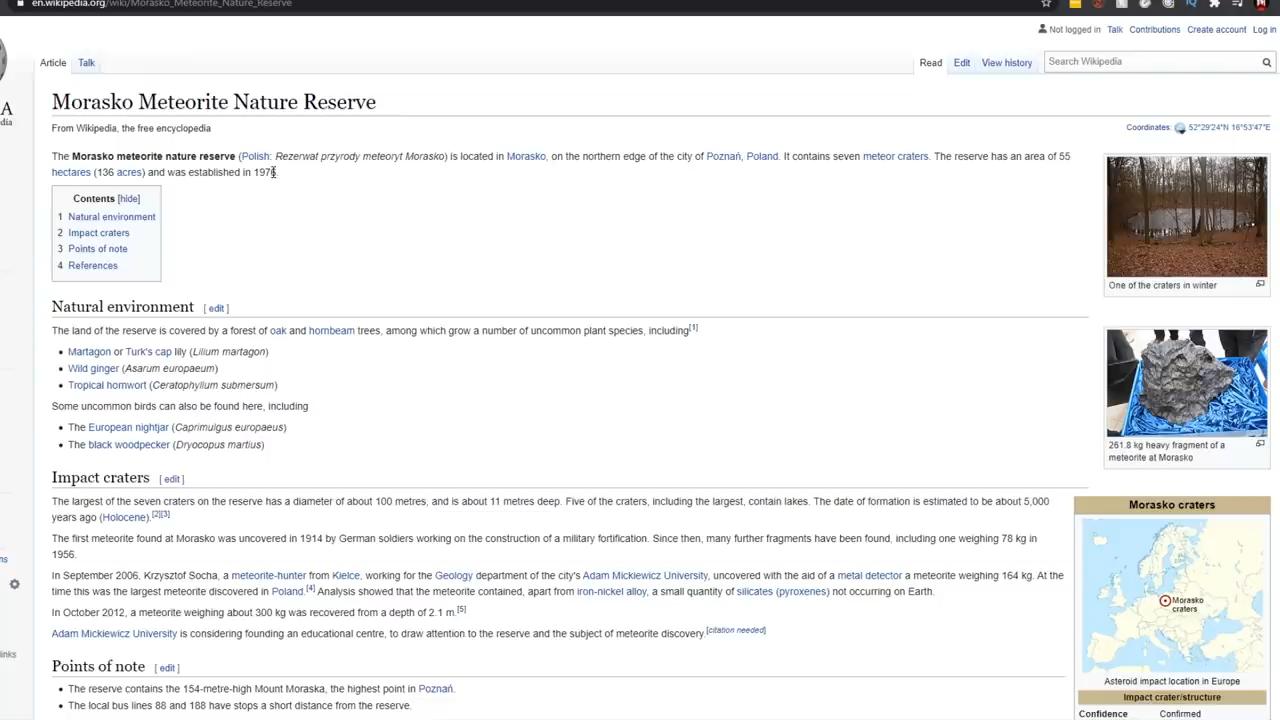 en.wikipedia.org/wiki/Morasko_Meteorite_Nature_Reserve
Not logged in Talk Contributions Create account Log in
Article Talk Read Edit View history Search Wikipedia
A
dia
Morasko Meteorite Nature Reserve
From Wikipedia, the free encyclopedia
Coordinates: 52°29′24″N 16°53′47″E
The Morasko meteorite nature reserve (Polish: Rezerwat przyrody meteoryt Morasko) is located in Morasko, on the northern edge of the city of Poznań, Poland. It contains seven meteor craters. The reserve has an area of 55
hectares (136 acres) and was established in 1976.
Contents [hide]
1 Natural environment
2 Impact craters
3 Points of note
4 References
One of the craters in winter
Natural environment [ edit ]
The land of the reserve is covered by a forest of oak and hornbeam trees, among which grow a number of uncommon plant species, including[1]
• Martagon or Turk's cap lily (Lilium martagon)
• Wild ginger (Asarum europaeum)
• Tropical hornwort (Ceratophyllum submersum)
Some uncommon birds can also be found here, including
• The European nightjar (Caprimulgus europaeus)
• The black woodpecker (Dryocopus martius)
261.8 kg heavy fragment of a
meteorite at Morasko
Impact craters [ edit ]
The largest of the seven craters on the reserve has a diameter of about 100 metres, and is about 11 metres deep. Five of the craters, including the largest, contain lakes. The date of formation is estimated to be about 5,000
years ago (Holocene).[2][3]
The first meteorite found at Morasko was uncovered in 1914 by German soldiers working on the construction of a military fortification. Since then, many further fragments have been found, including one weighing 78 kg in
1956.
In September 2006, Krzysztof Socha, a meteorite-hunter from Kielce, working for the Geology department of the city's Adam Mickiewicz University, uncovered with the aid of a metal detector a meteorite weighing 164 kg. At the
time this was the largest meteorite discovered in Poland.[4] Analysis showed that the meteorite contained, apart from iron-nickel alloy, a small quantity of silicates (pyroxenes) not occurring on Earth.
In October 2012, a meteorite weighing about 300 kg was recovered from a depth of 2.1 m.[5]
Adam Mickiewicz University is considering founding an educational centre, to draw attention to the reserve and the subject of meteorite discovery.[citation needed]
Points of note [ edit ]
• The reserve contains the 154-metre-high Mount Moraska, the highest point in Poznań.
• The local bus lines 88 and 188 have stops a short distance from the reserve.
Morasko craters
Morasko
craters
Asteroid impact location in Europe
Impact crater/structure
Confidence Confirmed
ns
links